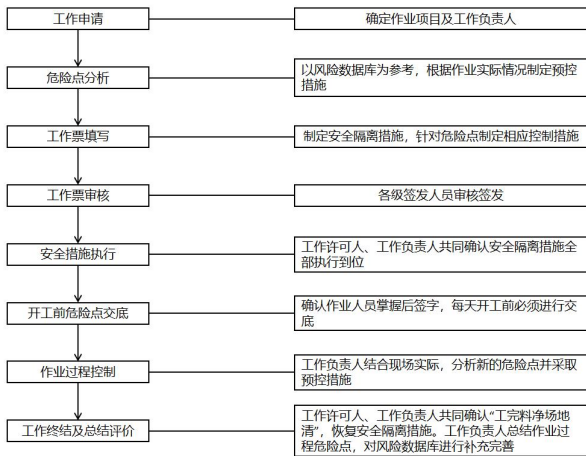 工作申请
确定作业项目及工作负责人
危险点分析
以风险数据库为参考，根据作业实际情况制定预控
措施
工作票填写
制定安全隔离措施，针对危险点制定相应控制措施
工作票审核
各级签发人员审核签发
安全措施执行
工作许可人、工作负责人共同确认安全隔离措施全
部执行到位
开工前危险点交底
确认作业人员掌握后签字，每天开工前必须进行交
底
作业过程控制
工作负责人结合现场实际，分析新的危险点并采取
预控措施
工作终结及总结评价
工作许可人、工作负责人共同确认“工完料净场地
清”，恢复安全隔离措施。工作负责人总结作业过
程危险点，对风险数据库进行补充完善